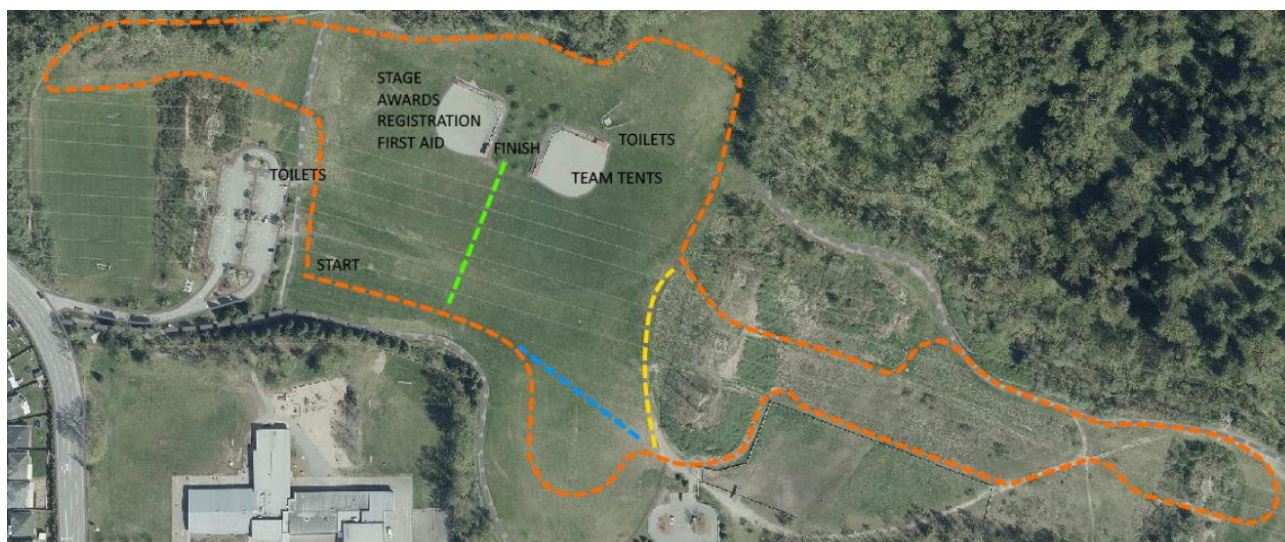 STAGE
AWARDS
REGISTRATION
FIRST AID
FINISH
TOILETS
TEAM TENTS
TOILETS
START